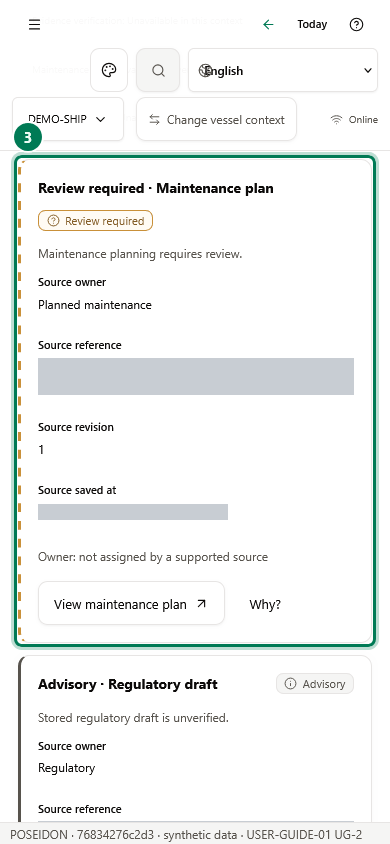 Today
English
DEMO-SHIP
Change vessel context
Online
3
Review required · Maintenance plan
Review required
Maintenance planning requires review.
Source owner
Planned maintenance
Source reference
Source revision
1
Source saved at
Owner: not assigned by a supported source
View maintenance plan
Why?
Advisory · Regulatory draft
Advisory
Stored regulatory draft is unverified.
Source owner
Regulatory
Source reference
POSEIDON · 76834276c2d3 · synthetic data · USER-GUIDE-01 UG-2